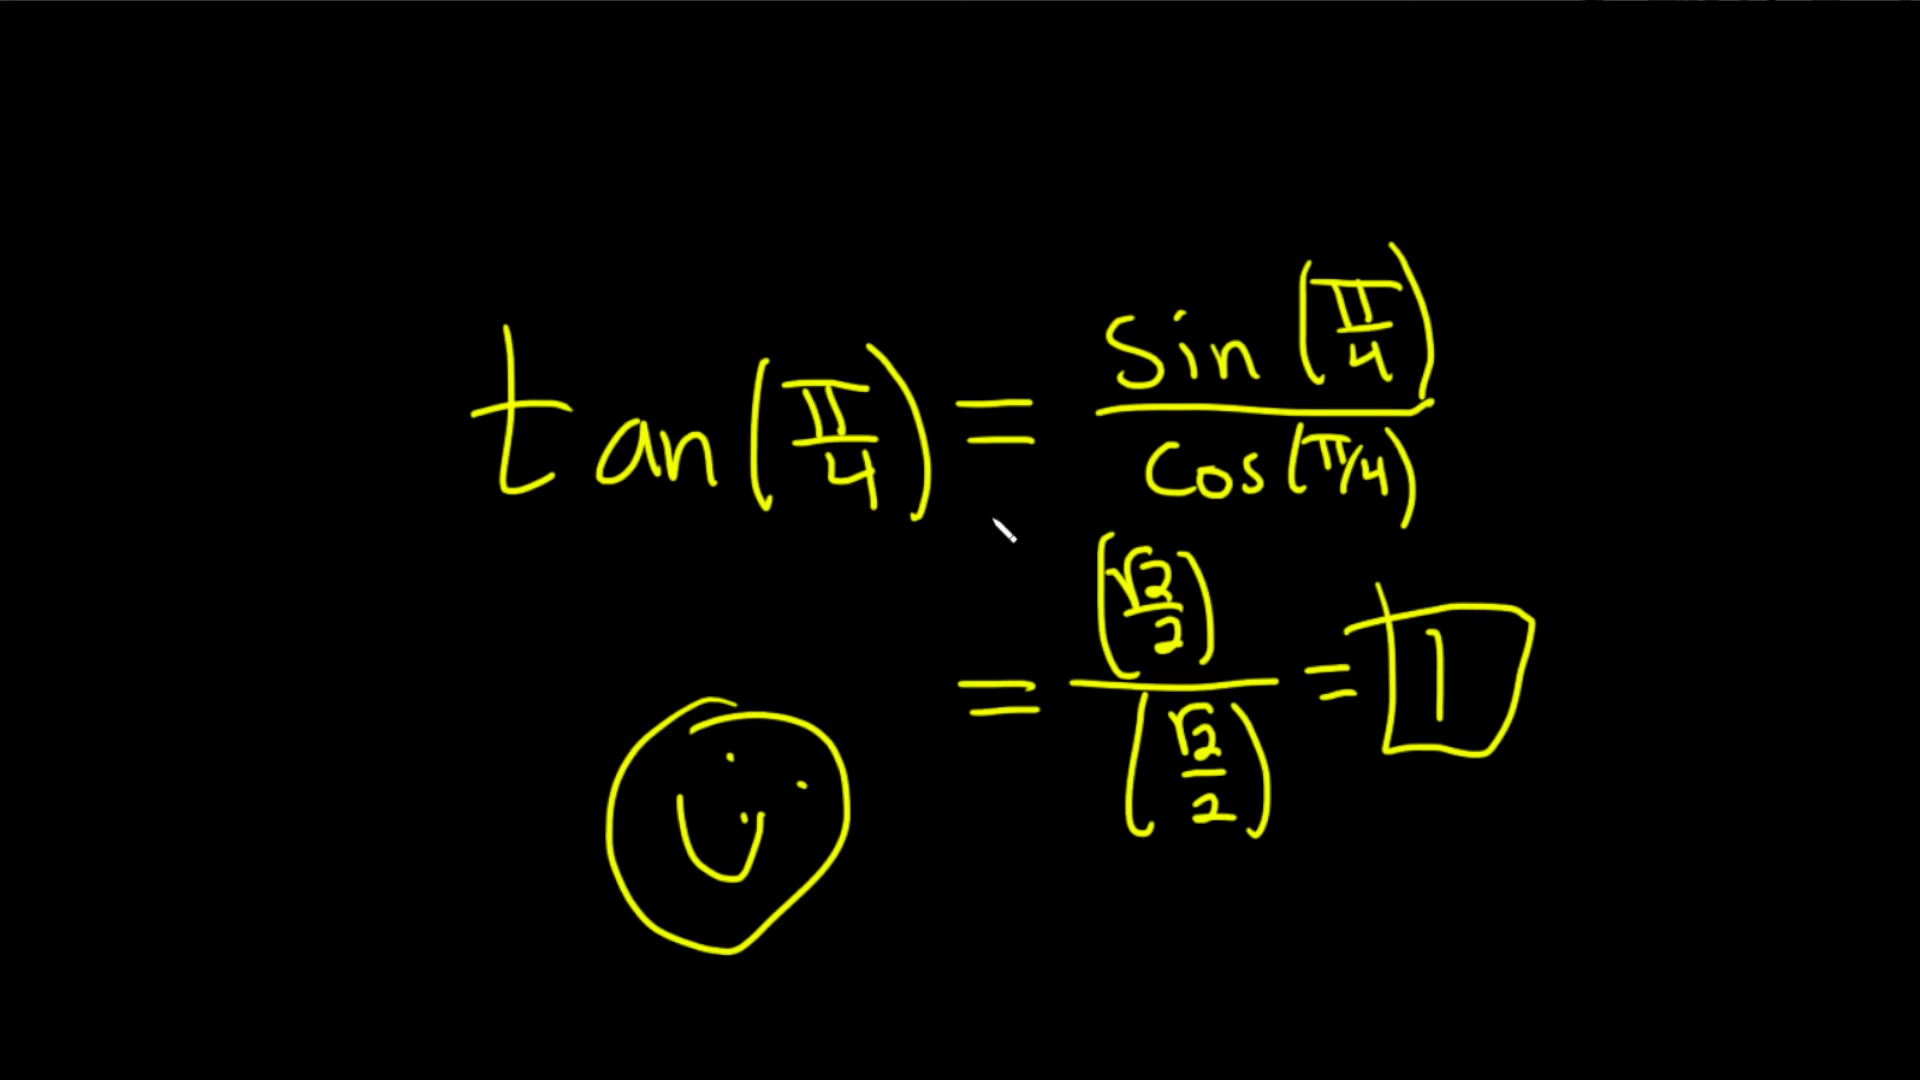 tan(π/4) = sin(π/4)/cos(π/4)
= (√2/2)/(√2/2) = 1